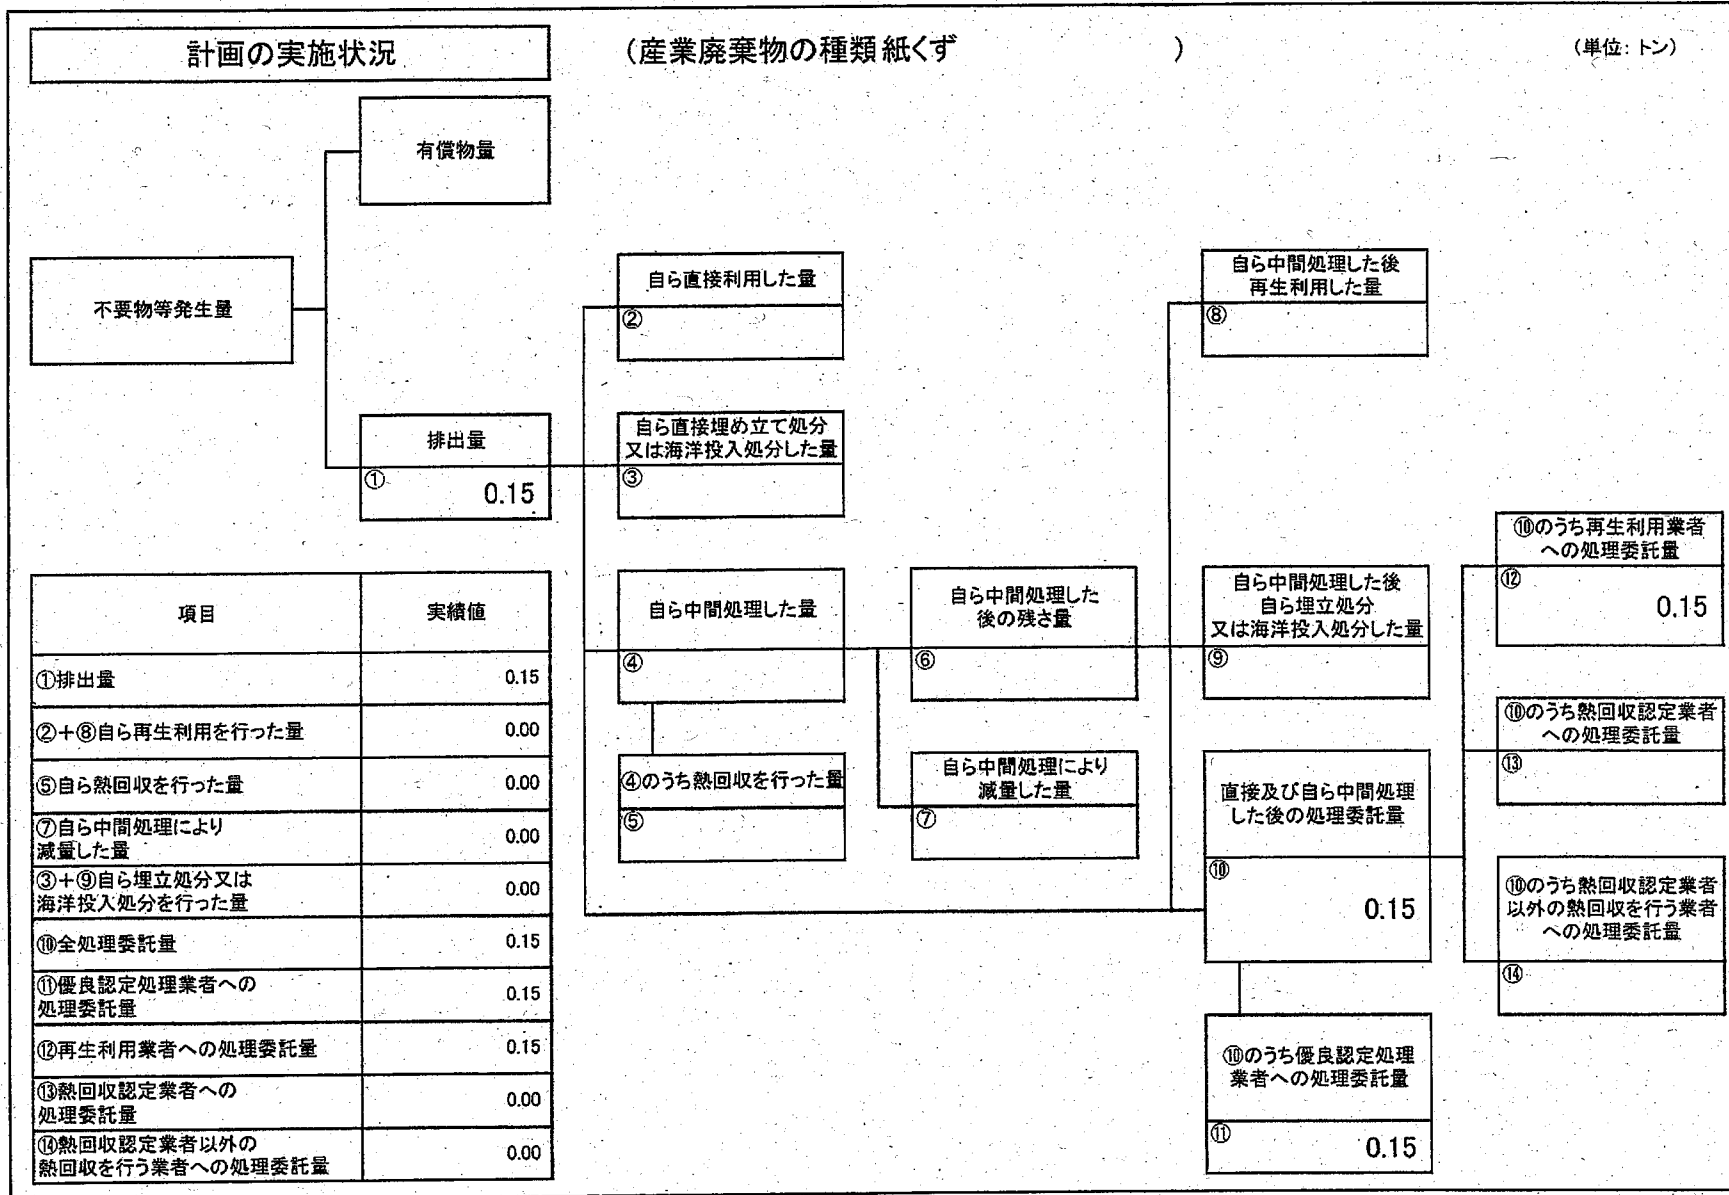 計画の実施状況
(産業廃棄物の種類 紙くず )
(単位:トン)
有償物量
不要物等発生量
排出量
①
0.15
自ら直接利用した量
②
自ら直接埋め立て処分
又は海洋投入処分した量
③
自ら中間処理した量
④
④のうち熱回収を行った量
⑤
自ら中間処理した
後の残さ量
⑥
自ら中間処理により
減量した量
⑦
自ら中間処理した後
再生利用した量
⑧
自ら中間処理した後
自ら埋立処分
又は海洋投入処分した量
⑨
直接及び自ら中間処理
した後の処理委託量
⑩
0.15
⑩のうち優良認定処理
業者への処理委託量
⑪
0.15
⑩のうち再生利用業者
への処理委託量
⑫
0.15
⑩のうち熱回収認定業者
への処理委託量
⑬
⑩のうち熱回収認定業者
以外の熱回収を行う業者
への処理委託量
⑭
項目 実績値
①排出量 0.15
②+⑧自ら再生利用を行った量 0.00
⑤自ら熱回収を行った量 0.00
⑦自ら中間処理により
減量した量 0.00
③+⑨自ら埋立処分又は
海洋投入処分を行った量 0.00
⑩全処理委託量 0.15
⑪優良認定処理業者への
処理委託量 0.15
⑫再生利用業者への処理委託量 0.15
⑬熱回収認定業者への
処理委託量 0.00
⑭熱回収認定業者以外の
熱回収を行う業者への処理委託量 0.00